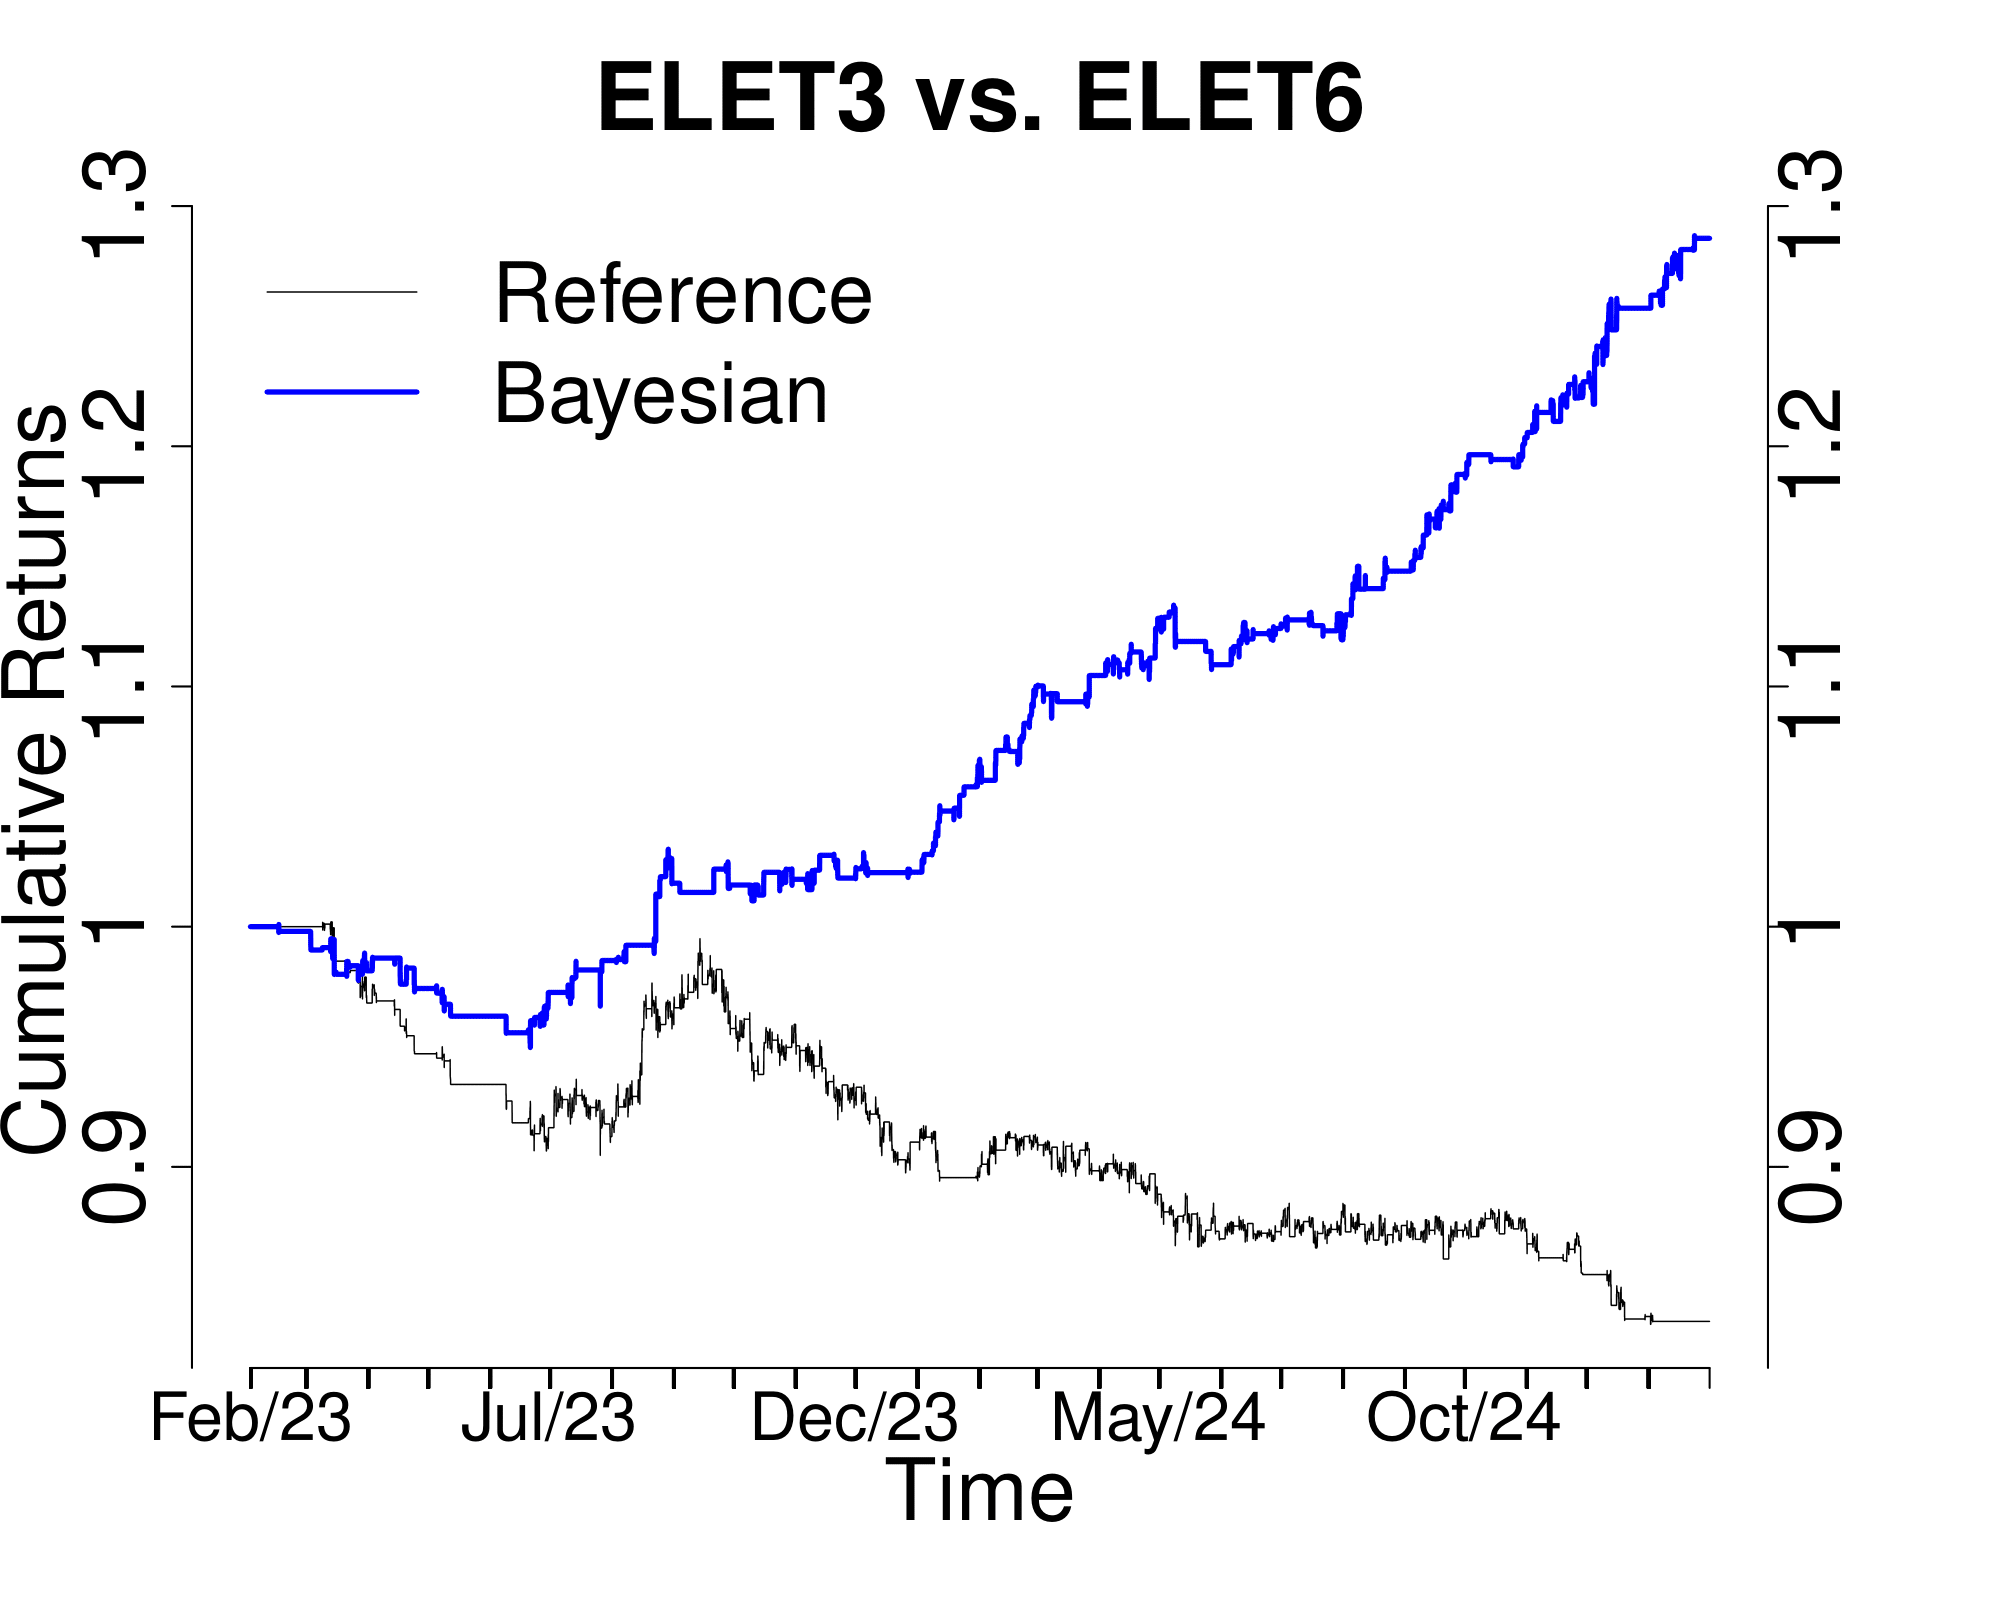 ELET3 vs. ELET6
Reference
Bayesian
Cumulative Returns
1.3
1.2
1.1
1
0.9
1.3
1.2
1.1
1
0.9
Feb/23 Jul/23 Dec/23 May/24 Oct/24
Time